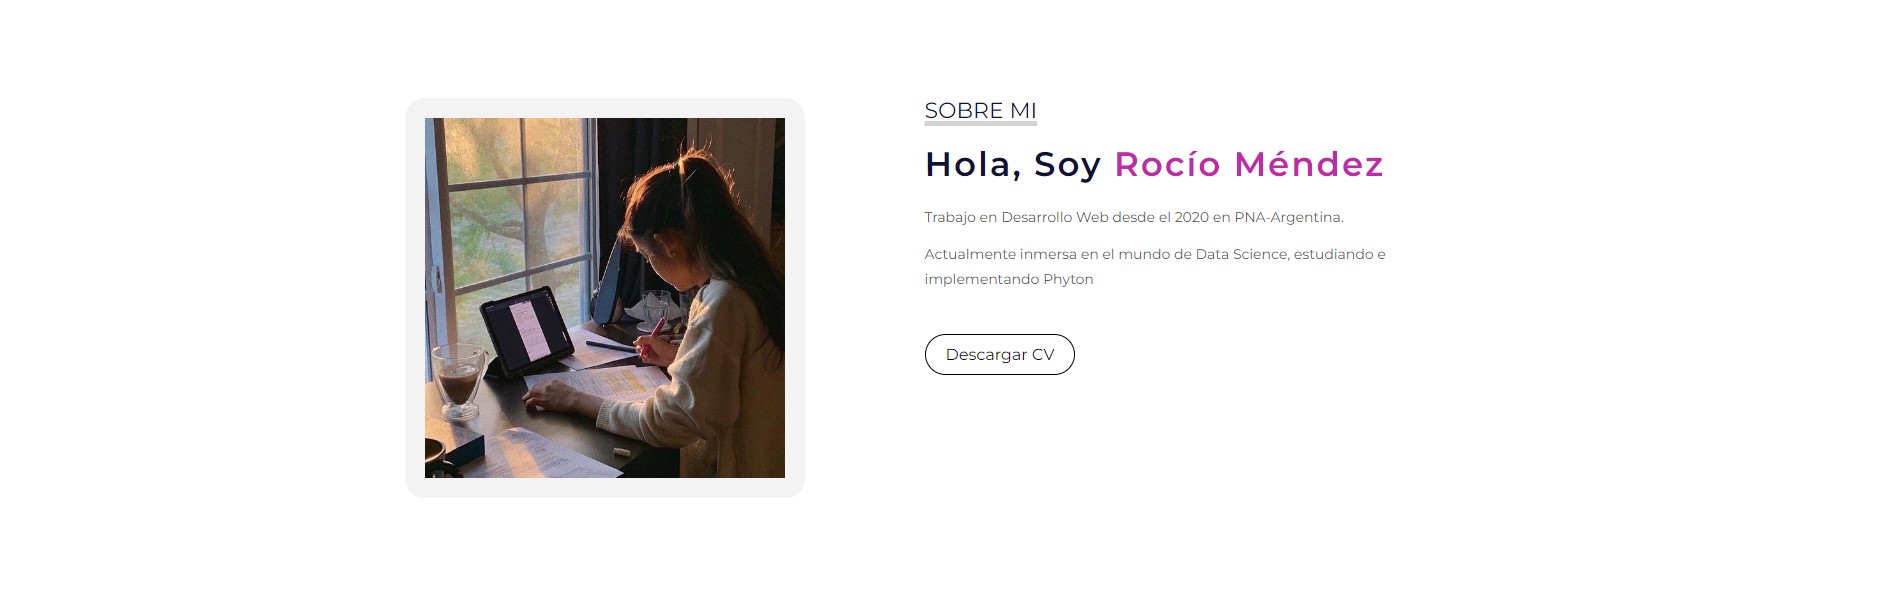 SOBRE MI
Hola, Soy Rocío Méndez
Trabajo en Desarrollo Web desde el 2020 en PNA-Argentina.
Actualmente inmersa en el mundo de Data Science, estudiando e
implementando Phyton
Descargar CV